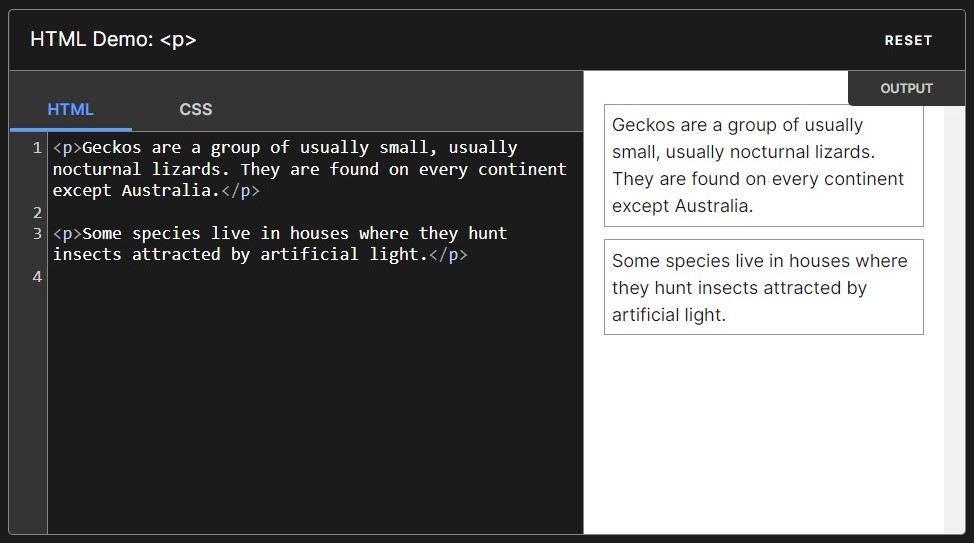 HTML Demo: <p>
RESET
HTML
CSS
OUTPUT
1 <p>Geckos are a group of usually small, usually
nocturnal lizards. They are found on every continent
except Australia.</p>
2
3 <p>Some species live in houses where they hunt
insects attracted by artificial light.</p>
4
Geckos are a group of usually
small, usually nocturnal lizards.
They are found on every continent
except Australia.
Some species live in houses where
they hunt insects attracted by
artificial light.